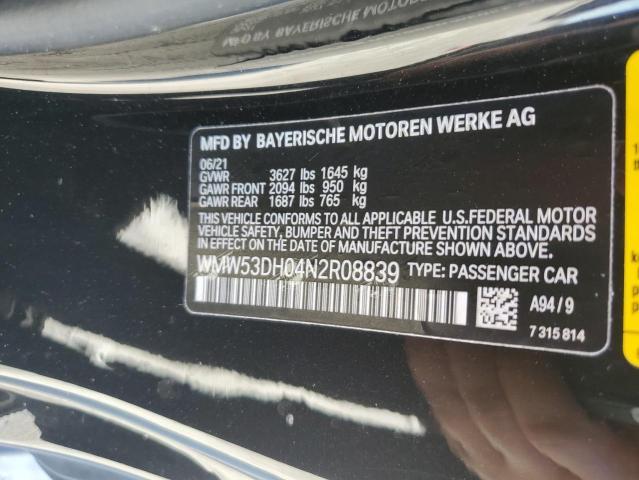 MFD BY BAYERISCHE MOTOREN WERKE AG
06/21
GVWR 3627 lbs 1645 kg
GAWR FRONT 2094 lbs 950 kg
GAWR REAR 1687 lbs 765 kg
THIS VEHICLE CONFORMS TO ALL APPLICABLE U.S.FEDERAL MOTOR
VEHICLE SAFETY, BUMPER AND THEFT PREVENTION STANDARDS
IN EFFECT ON THE DATE OF MANUFACTURE SHOWN ABOVE.
WMW53DH04N2R08839 TYPE: PASSENGER CAR
A94/9
7 315 814